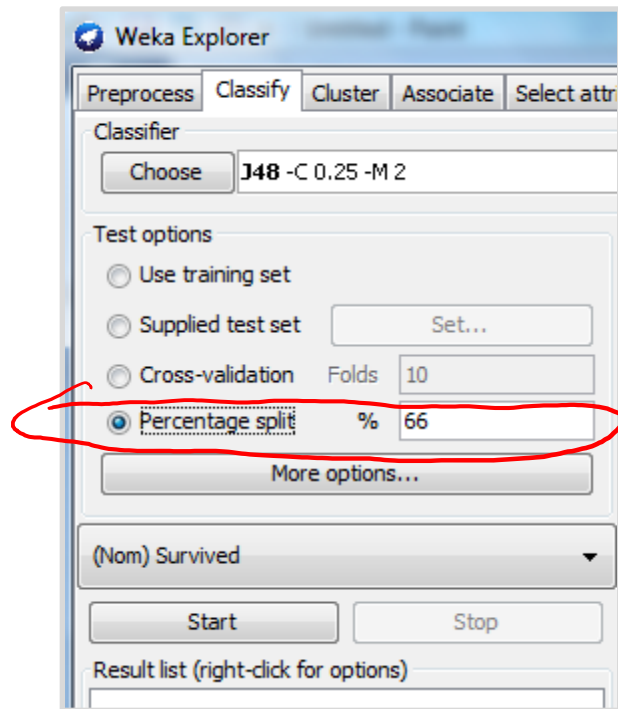 Weka Explorer
Preprocess Classify Cluster Associate Select attri
Classifier
Choose J48 -C 0.25 -M 2
Test options
Use training set
Supplied test set Set...
Cross-validation Folds 10
Percentage split % 66
More options...
(Nom) Survived
Start Stop
Result list (right-click for options)